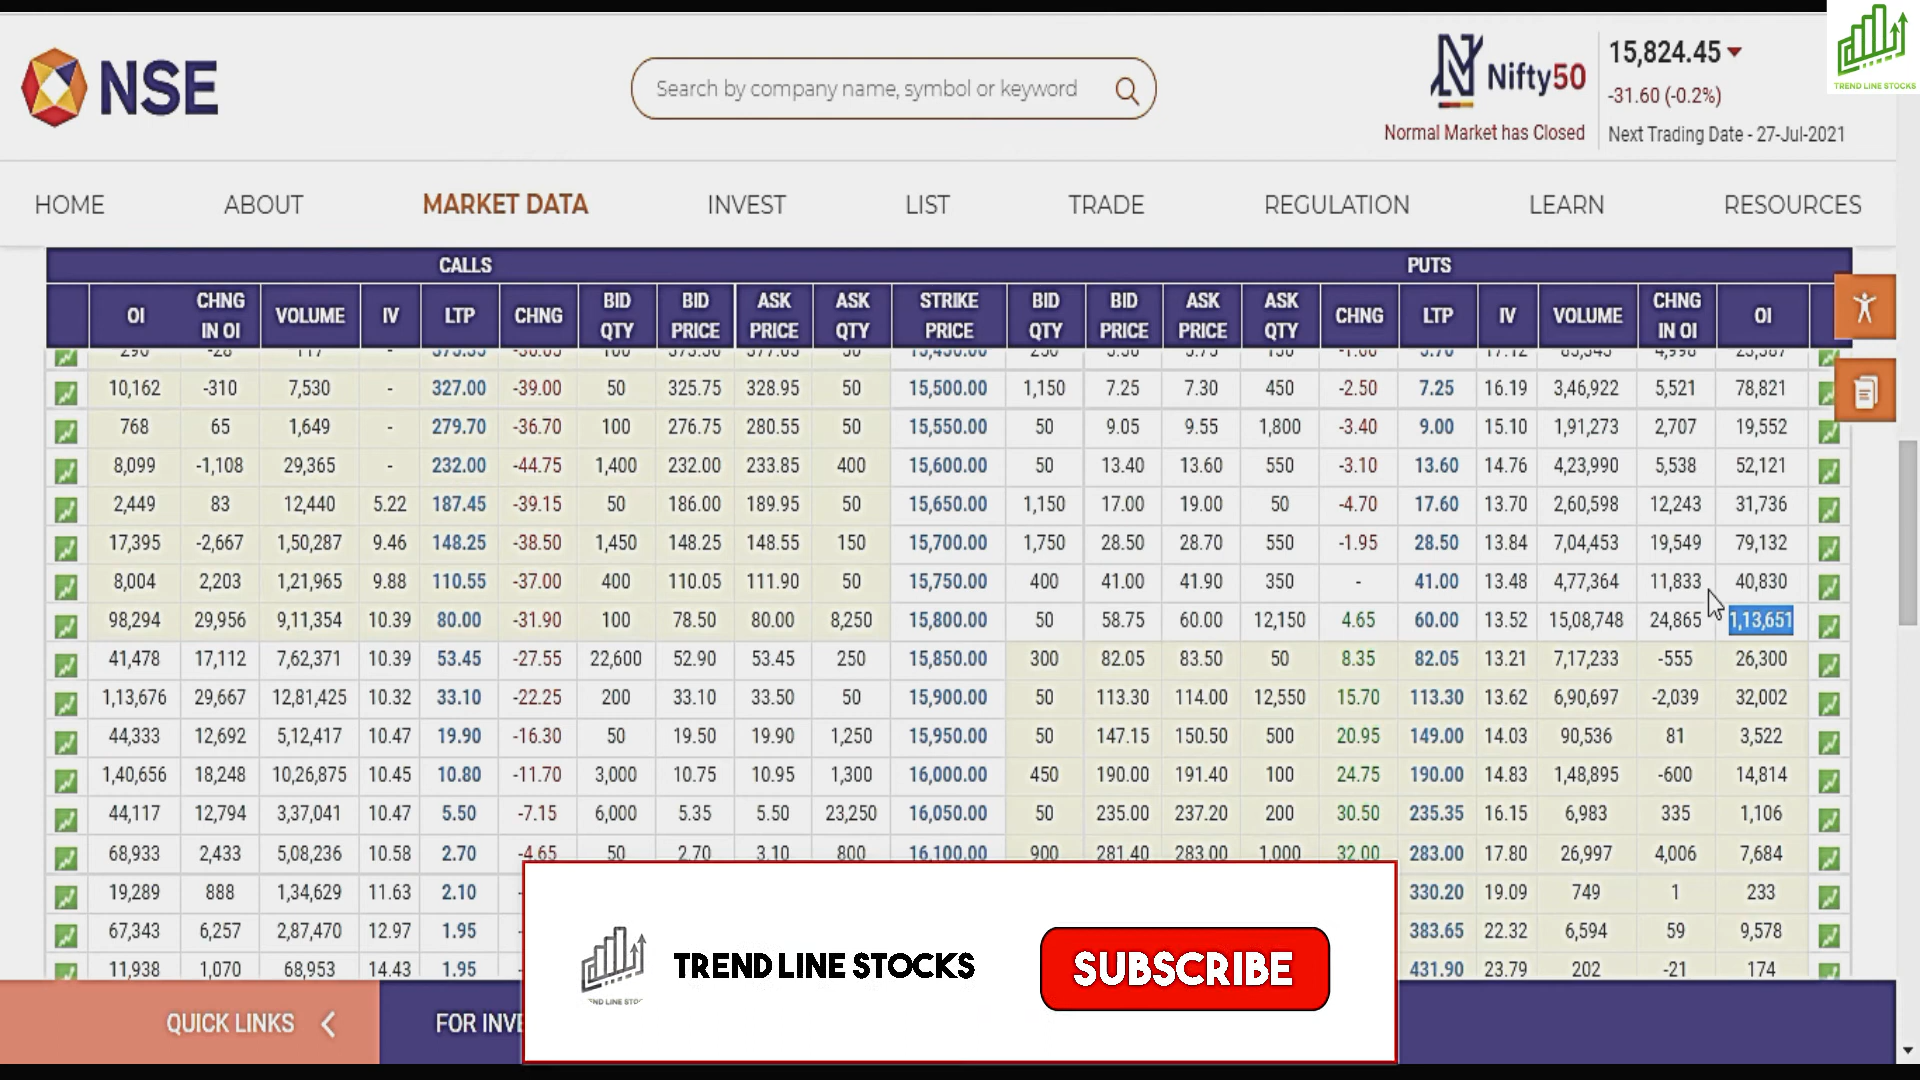 NSE
Search by company name, symbol or keyword
Nifty50
15,824.45
-31.60 (-0.2%)
Normal Market has Closed
Next Trading Date - 27-Jul-2021
TREND LINE STOCKS
HOME ABOUT MARKET DATA INVEST LIST TRADE REGULATION LEARN RESOURCES
CALLS PUTS
OI CHNG IN OI VOLUME IV LTP CHNG BID QTY BID PRICE ASK PRICE ASK QTY STRIKE PRICE BID QTY BID PRICE ASK PRICE ASK QTY CHNG LTP IV VOLUME CHNG IN OI OI
10,162 -310 7,530 - 327.00 -39.00 50 325.75 328.95 50 15,500.00 1,150 7.25 7.30 450 -2.50 7.25 16.19 3,46,922 5,521 78,821
768 65 1,649 - 279.70 -36.70 100 276.75 280.55 50 15,550.00 50 9.05 9.55 1,800 -3.40 9.00 15.10 1,91,273 2,707 19,552
8,099 -1,108 29,365 - 232.00 -44.75 1,400 232.00 233.85 400 15,600.00 50 13.40 13.60 550 -3.10 13.60 14.76 4,23,990 5,538 52,121
2,449 83 12,440 5.22 187.45 -39.15 50 186.00 189.95 50 15,650.00 1,150 17.00 19.00 50 -4.70 17.60 13.70 2,60,598 12,243 31,736
17,395 -2,667 1,50,287 9.46 148.25 -38.50 1,450 148.25 148.55 150 15,700.00 1,750 28.50 28.70 550 -1.95 28.50 13.84 7,04,453 19,549 79,132
8,004 2,203 1,21,965 9.88 110.55 -37.00 400 110.05 111.90 50 15,750.00 400 41.00 41.90 350 - 41.00 13.48 4,77,364 11,833 40,830
98,294 29,956 9,11,354 10.39 80.00 -31.90 100 78.50 80.00 8,250 15,800.00 50 58.75 60.00 12,150 4.65 60.00 13.52 15,08,748 24,865 1,13,651
41,478 17,112 7,62,371 10.39 53.45 -27.55 22,600 52.90 53.45 250 15,850.00 300 82.05 83.50 50 8.35 82.05 13.21 7,17,233 -555 26,300
1,13,676 29,667 12,81,425 10.32 33.10 -22.25 200 33.10 33.50 50 15,900.00 50 113.30 114.00 12,550 15.70 113.30 13.62 6,90,697 -2,039 32,002
44,333 12,692 5,12,417 10.47 19.90 -16.30 50 19.50 19.90 1,250 15,950.00 50 147.15 150.50 500 20.95 149.00 14.03 90,536 81 3,522
1,40,656 18,248 10,26,875 10.45 10.80 -11.70 3,000 10.75 10.95 1,300 16,000.00 450 190.00 191.40 100 24.75 190.00 14.83 1,48,895 -600 14,814
44,117 12,794 3,37,041 10.47 5.50 -7.15 6,000 5.35 5.50 23,250 16,050.00 50 235.00 237.20 200 30.50 235.35 16.15 6,983 335 1,106
68,933 2,433 5,08,236 10.58 2.70 -4.65 50 2.70 3.10 800 16,100.00 900 281.40 283.00 1,000 32.00 283.00 17.80 26,997 4,006 7,684
19,289 888 1,34,629 11.63 2.10 330.20 19.09 749 1 233
67,343 6,257 2,87,470 12.97 1.95 383.65 22.32 6,594 59 9,578
11,938 1,070 68,953 14.43 1.95 431.90 23.79 202 -21 174
TREND LINE STOCKS
SUBSCRIBE
QUICK LINKS FOR INVE